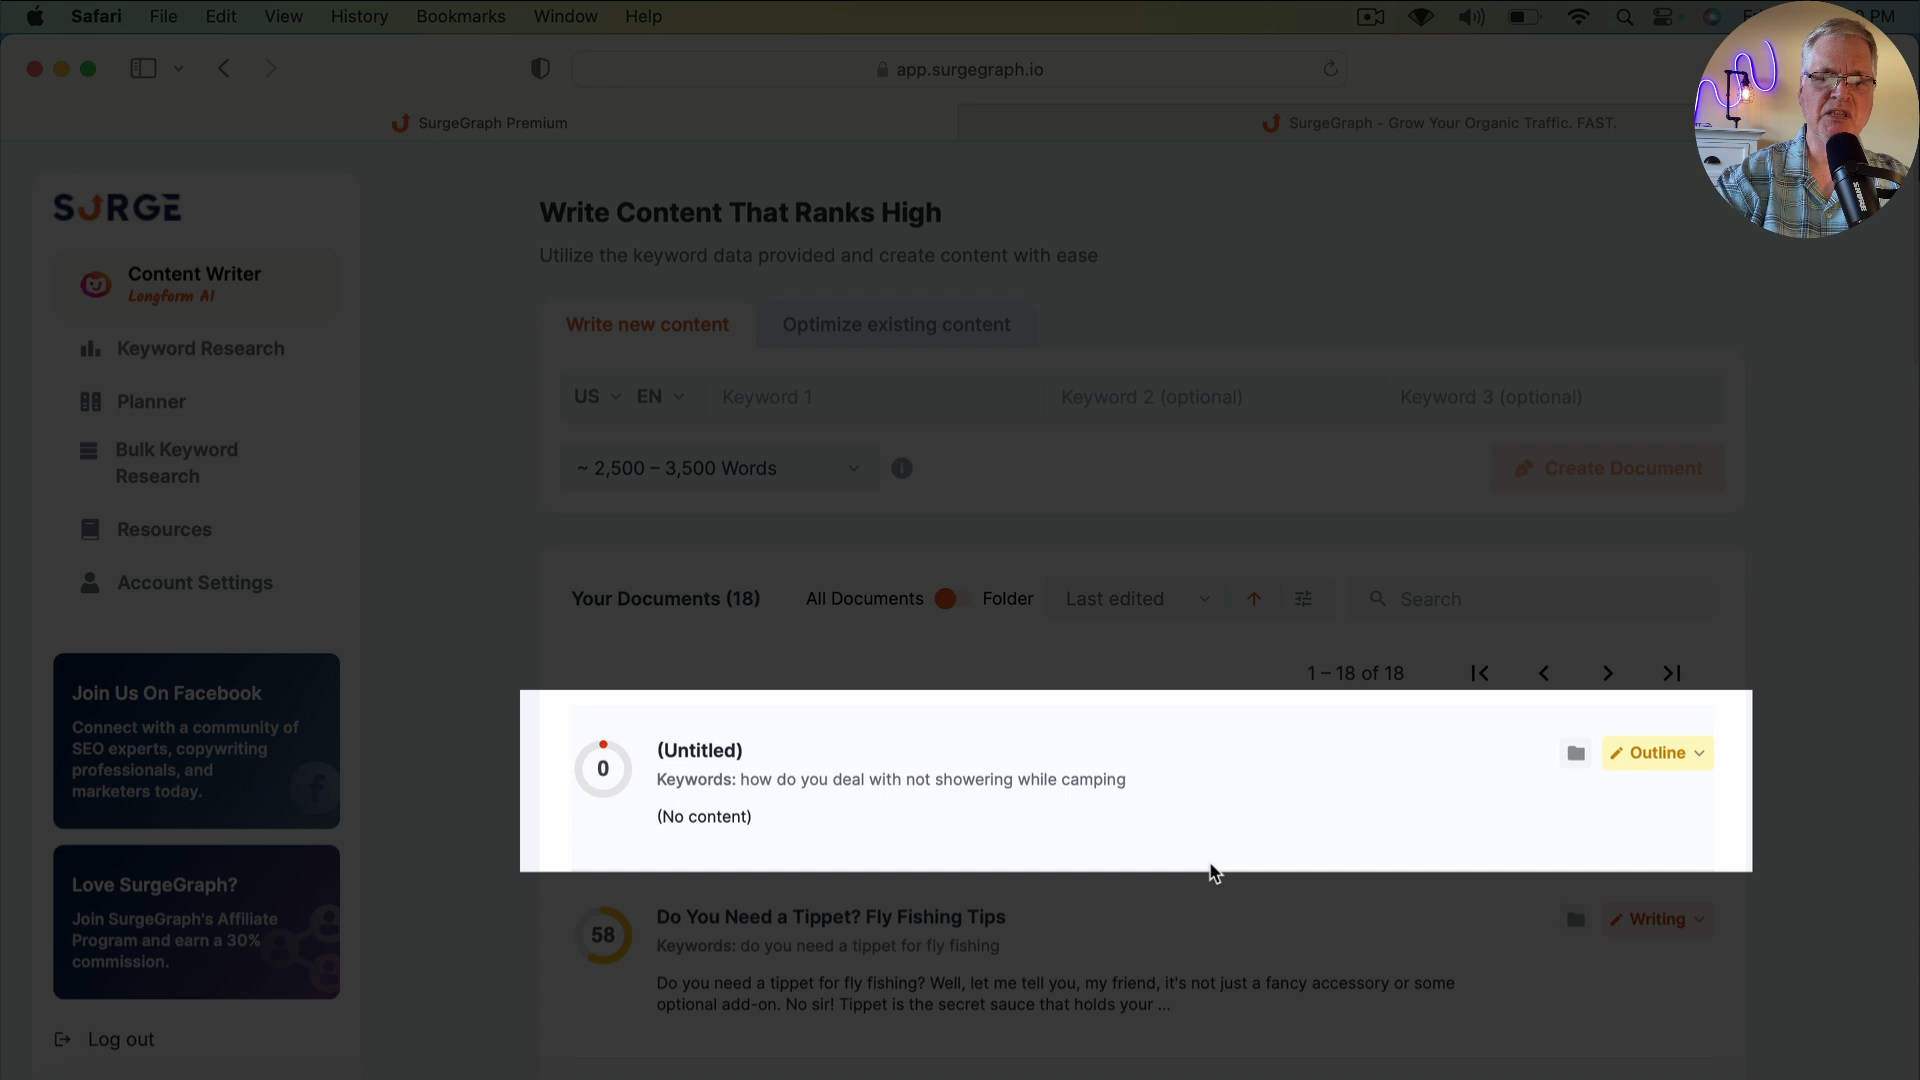 Safari File Edit View History Bookmarks Window Help
PM
app.surgegraph.io
SurgeGraph Premium
SurgeGraph - Grow Your Organic Traffic. FAST.
SURGE
Content Writer
Longform AI
Keyword Research
Planner
Bulk Keyword
Research
Resources
Account Settings
Join Us On Facebook
Connect with a community of
SEO experts, copywriting
professionals, and
marketers today.
Love SurgeGraph?
Join SurgeGraph's Affiliate
Program and earn a 30%
commission.
Log out
Write Content That Ranks High
Utilize the keyword data provided and create content with ease
Write new content Optimize existing content
US EN Keyword 1 Keyword 2 (optional) Keyword 3 (optional)
~ 2,500 – 3,500 Words
Create Document
Your Documents (18) All Documents Folder Last edited Search
1 – 18 of 18
0
(Untitled)
Outline
Keywords: how do you deal with not showering while camping
(No content)
58
Do You Need a Tippet? Fly Fishing Tips
Writing
Keywords: do you need a tippet for fly fishing
Do you need a tippet for fly fishing? Well, let me tell you, my friend, it's not just a fancy accessory or some
optional add-on. No sir! Tippet is the secret sauce that holds your ...